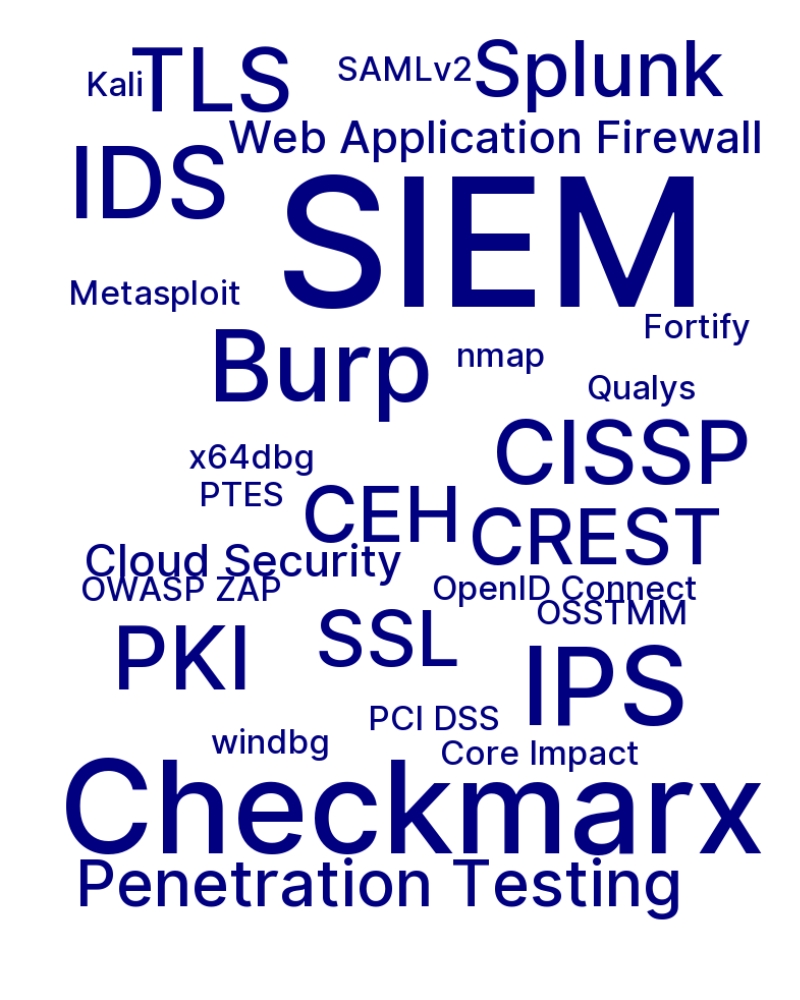 Kali TLS SAMLv2 Splunk
Web Application Firewall
IDS
SIEM
Metasploit
Fortify
Burp nmap
Qualys
CISSP
x64dbg
PTES CEH
CREST
Cloud Security
OWASP ZAP OpenID Connect
OSSTMM
PKI SSL
IPS
PCI DSS
windbg
Core Impact
Checkmarx
Penetration Testing